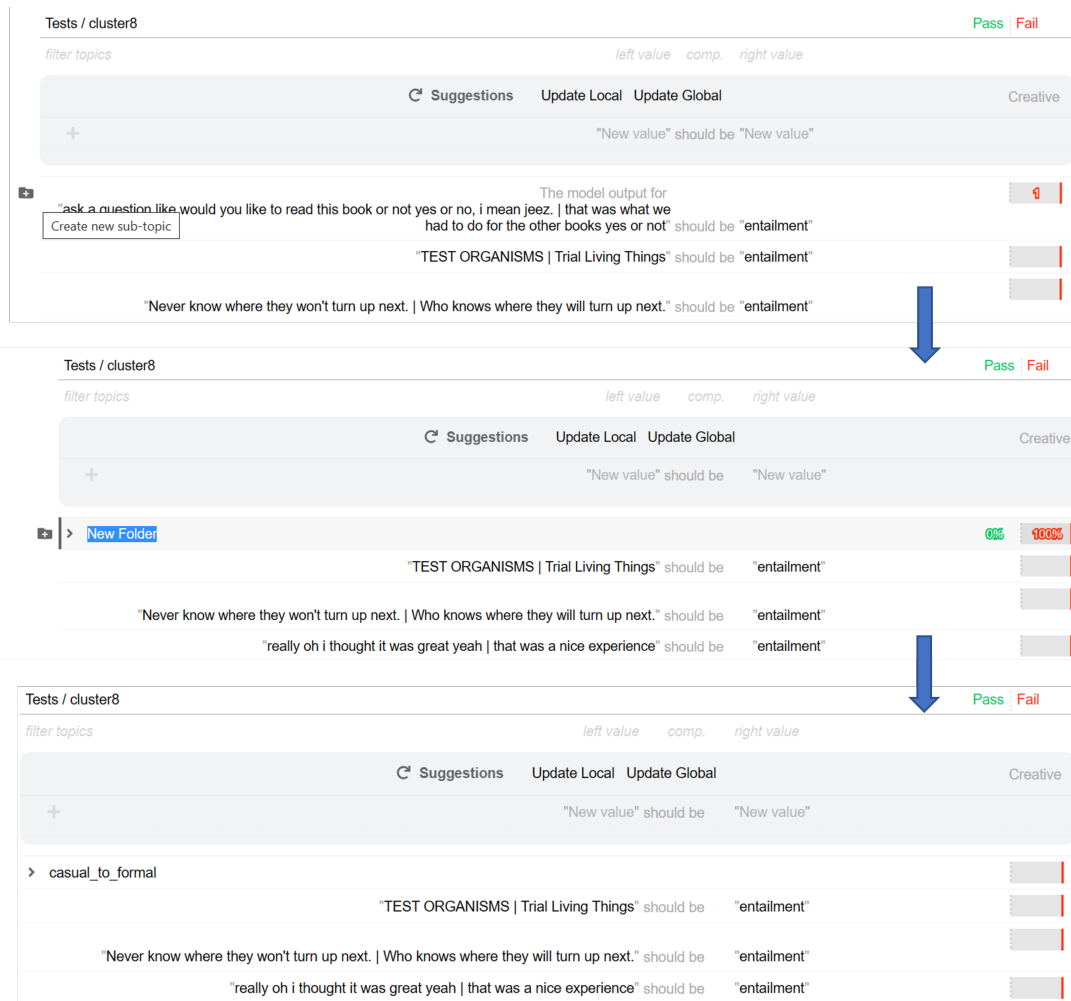 Tests / cluster8 Pass Fail
filter topics left value comp. right value
Suggestions Update Local Update Global Creative
+ "New value" should be "New value"
The model output for 1
"ask a question like would you like to read this book or not yes or no, i mean jeez. | that was what we
Create new sub-topic had to do for the other books yes or not" should be "entailment"
"TEST ORGANISMS | Trial Living Things" should be "entailment"
"Never know where they won't turn up next. | Who knows where they will turn up next." should be "entailment"
Tests / cluster8 Pass Fail
filter topics left value comp. right value
Suggestions Update Local Update Global Creative
+ "New value" should be "New value"
New Folder 0% 100%
"TEST ORGANISMS | Trial Living Things" should be "entailment"
"Never know where they won't turn up next. | Who knows where they will turn up next." should be "entailment"
"really oh i thought it was great yeah | that was a nice experience" should be "entailment"
Tests / cluster8 Pass Fail
filter topics left value comp. right value
Suggestions Update Local Update Global Creative
+ "New value" should be "New value"
casual_to_formal
"TEST ORGANISMS | Trial Living Things" should be "entailment"
"Never know where they won't turn up next. | Who knows where they will turn up next." should be "entailment"
"really oh i thought it was great yeah | that was a nice experience" should be "entailment"